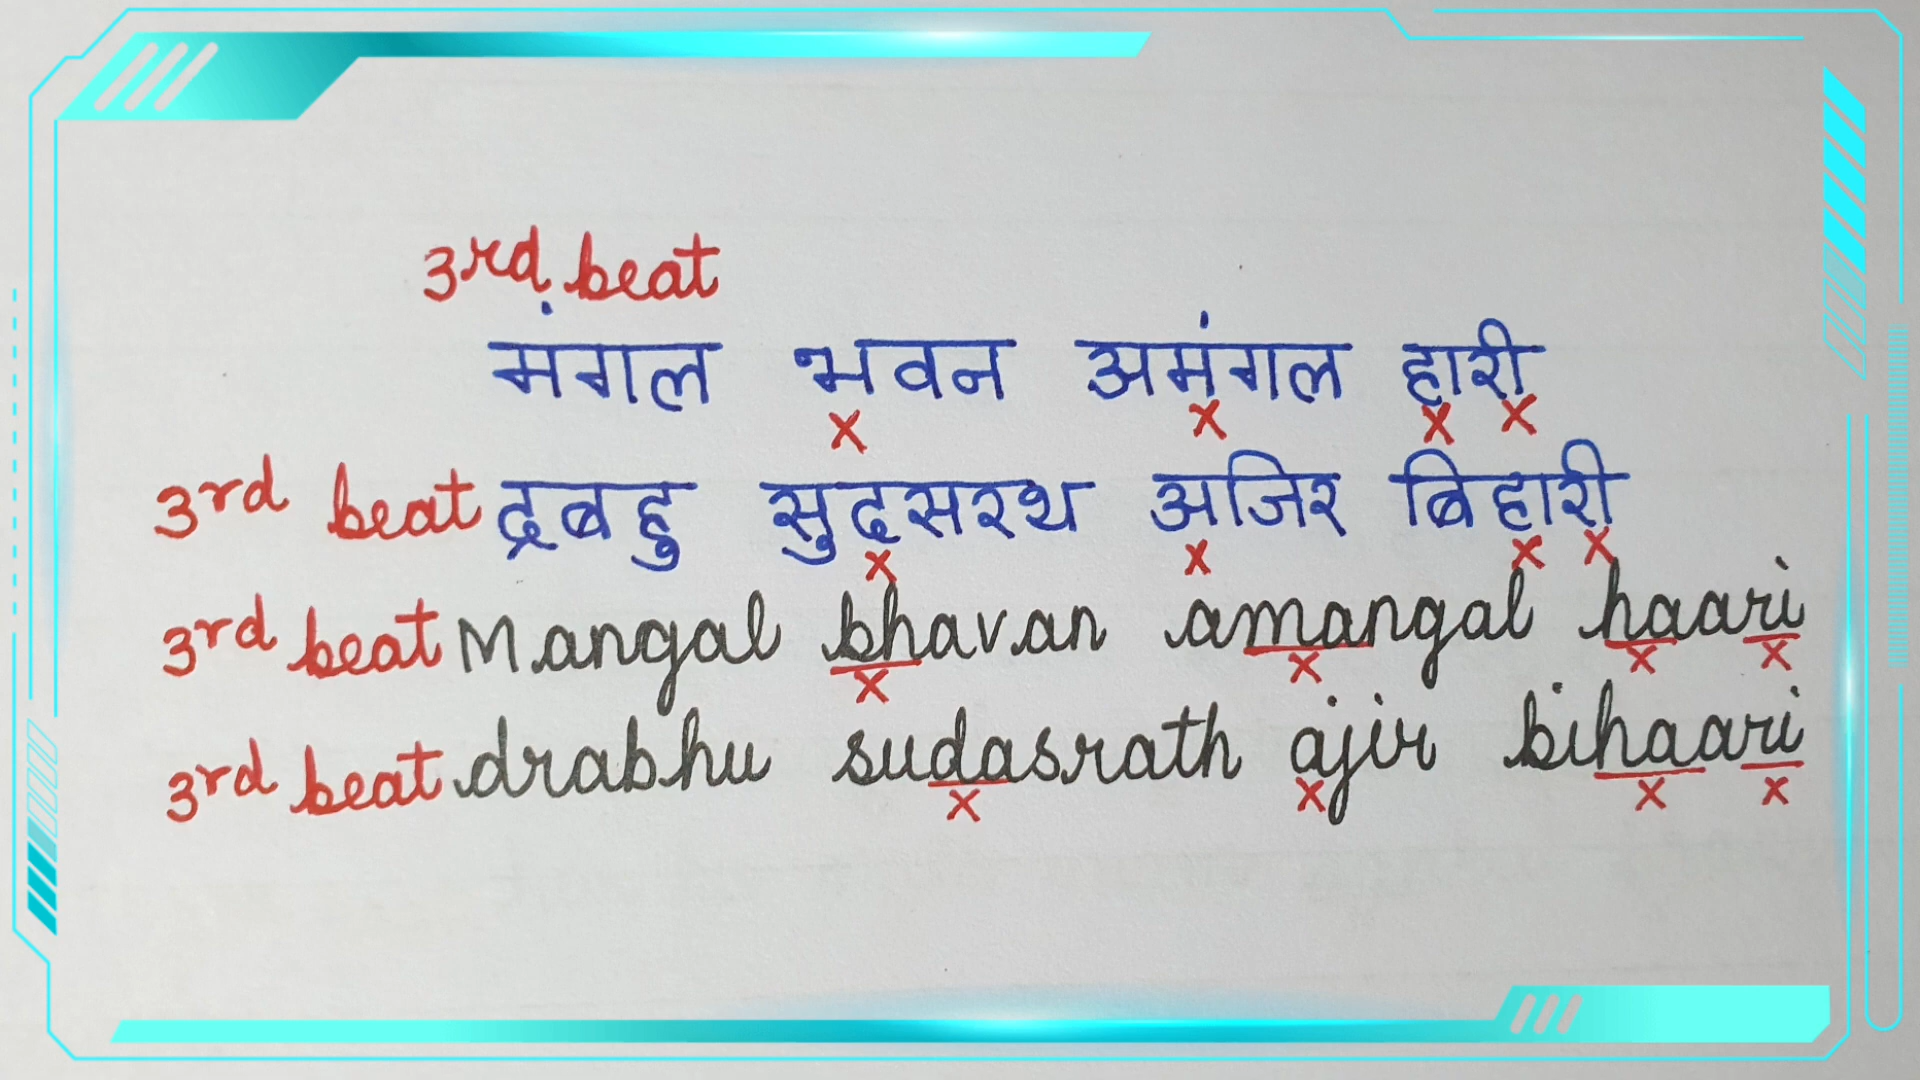 3rd beat
मंगल भवन अमंगल हारी
x x x x
3rd beat द्रबहु सुदसरथ अजिर बिहारी
x x x x
3rd beat Mangal bhavan amangal haari
x x x x
3rd beat drabhu sudasrath ajir bihaari
x x x x